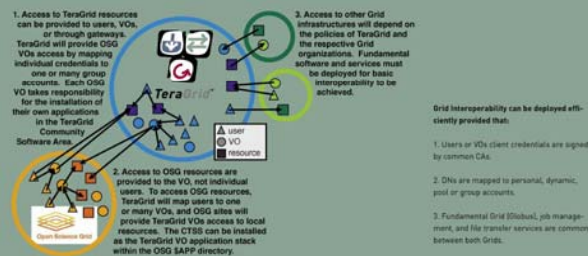 1. Access to TeraGrid resources
can be provided to users, VOs,
or through gateways.
TeraGrid will provide OSG
VOs access by mapping
individual credentials to
one or many group
accounts. Each OSG
VO takes responsibility
for the installation of
their own applications
in the TeraGrid
Community
Software Area.
TeraGrid™
user
VO
resource
3. Access to other Grid
infrastructures will depend on
the policies of TeraGrid and
the respective Grid
organizations. Fundamental
software and services must
be deployed for basic
interoperability to be
achieved.
2. Access to OSG resources are
provided to the VO, not individual
users. To access OSG resources,
TeraGrid will map users to one
or many VOs, and OSG sites will
provide TeraGrid VOs access to local
resources. The CTSS can be installed
as the TeraGrid VO application stack
within the OSG $APP directory.
Open Science Grid
Grid Interoperability can be deployed effi-
ciently provided that:
1. Users or VOs client credentials are signed
by common CAs.
2. DNs are mapped to personal, dynamic,
pool or group accounts.
3. Fundamental Grid (Globus), job manage-
ment, and file transfer services are common
between both Grids.